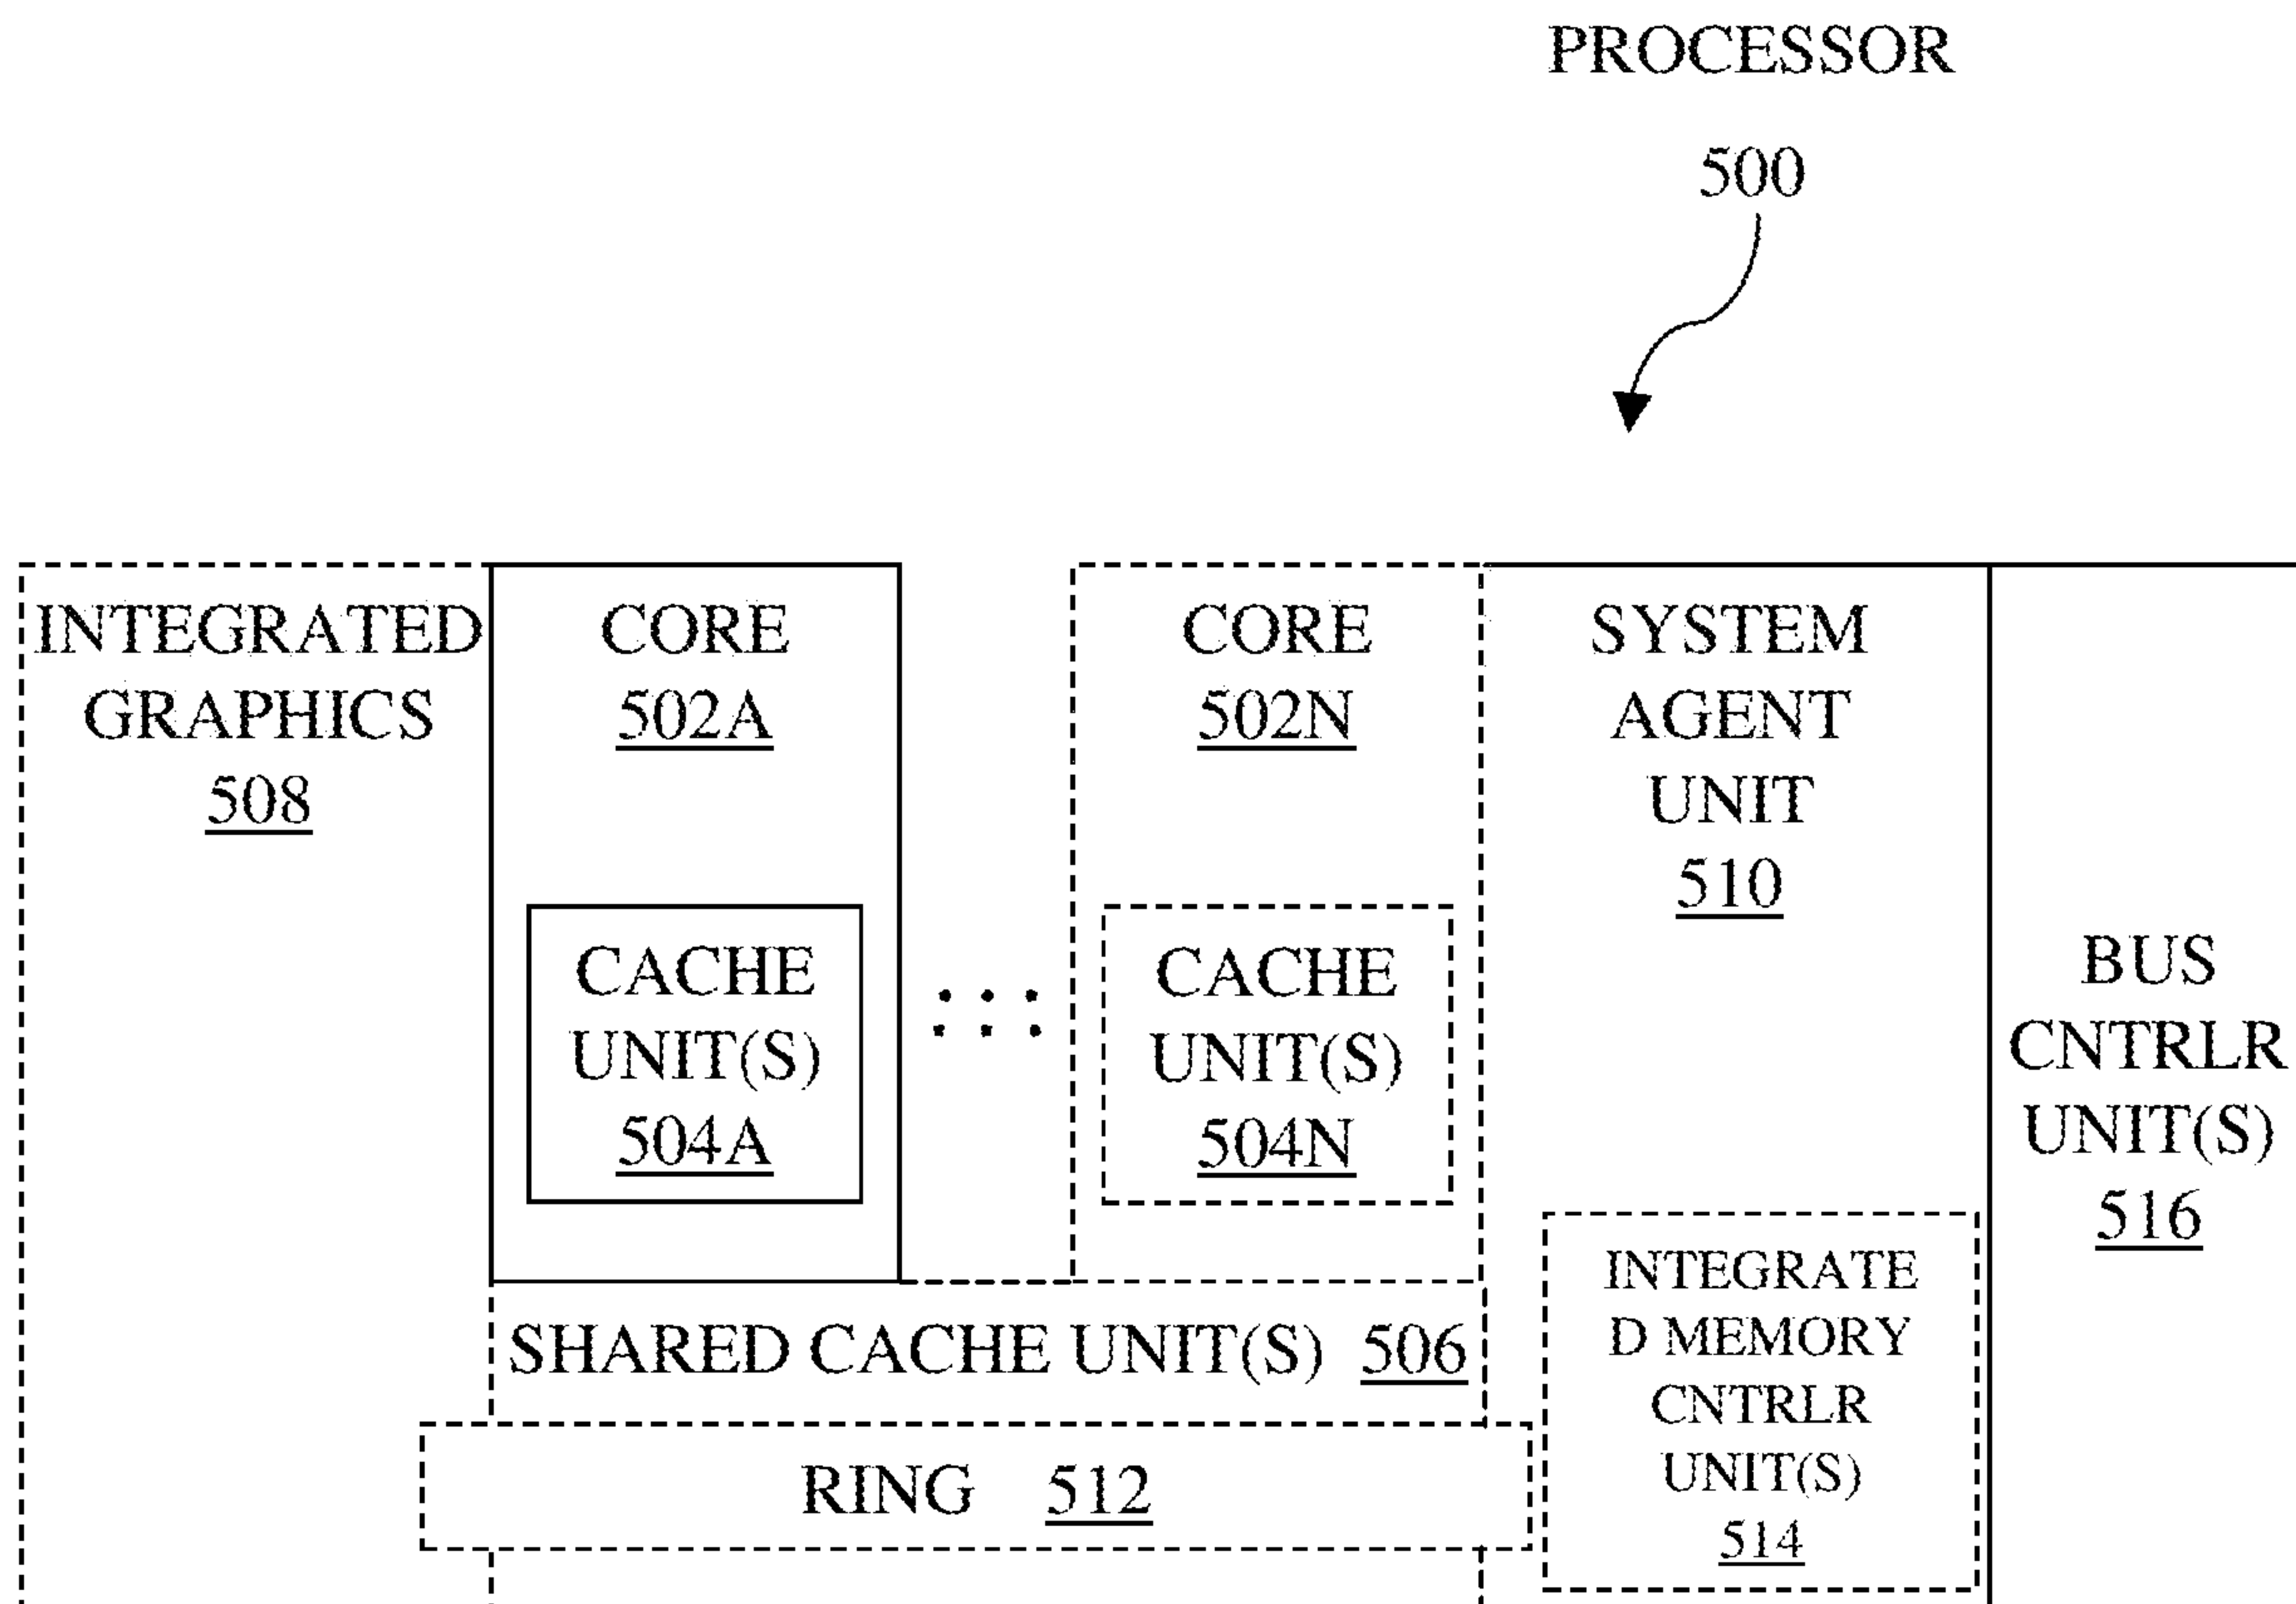 PROCESSOR
500
INTEGRATED
GRAPHICS
508
CORE
502A
CACHE
UNIT(S)
504A
CORE
502N
CACHE
UNIT(S)
504N
SYSTEM
AGENT
UNIT
510
INTEGRATE
D MEMORY
CNTRLR
UNIT(S)
514
BUS
CNTRLR
UNIT(S)
516
SHARED CACHE UNIT(S) 506
RING 512